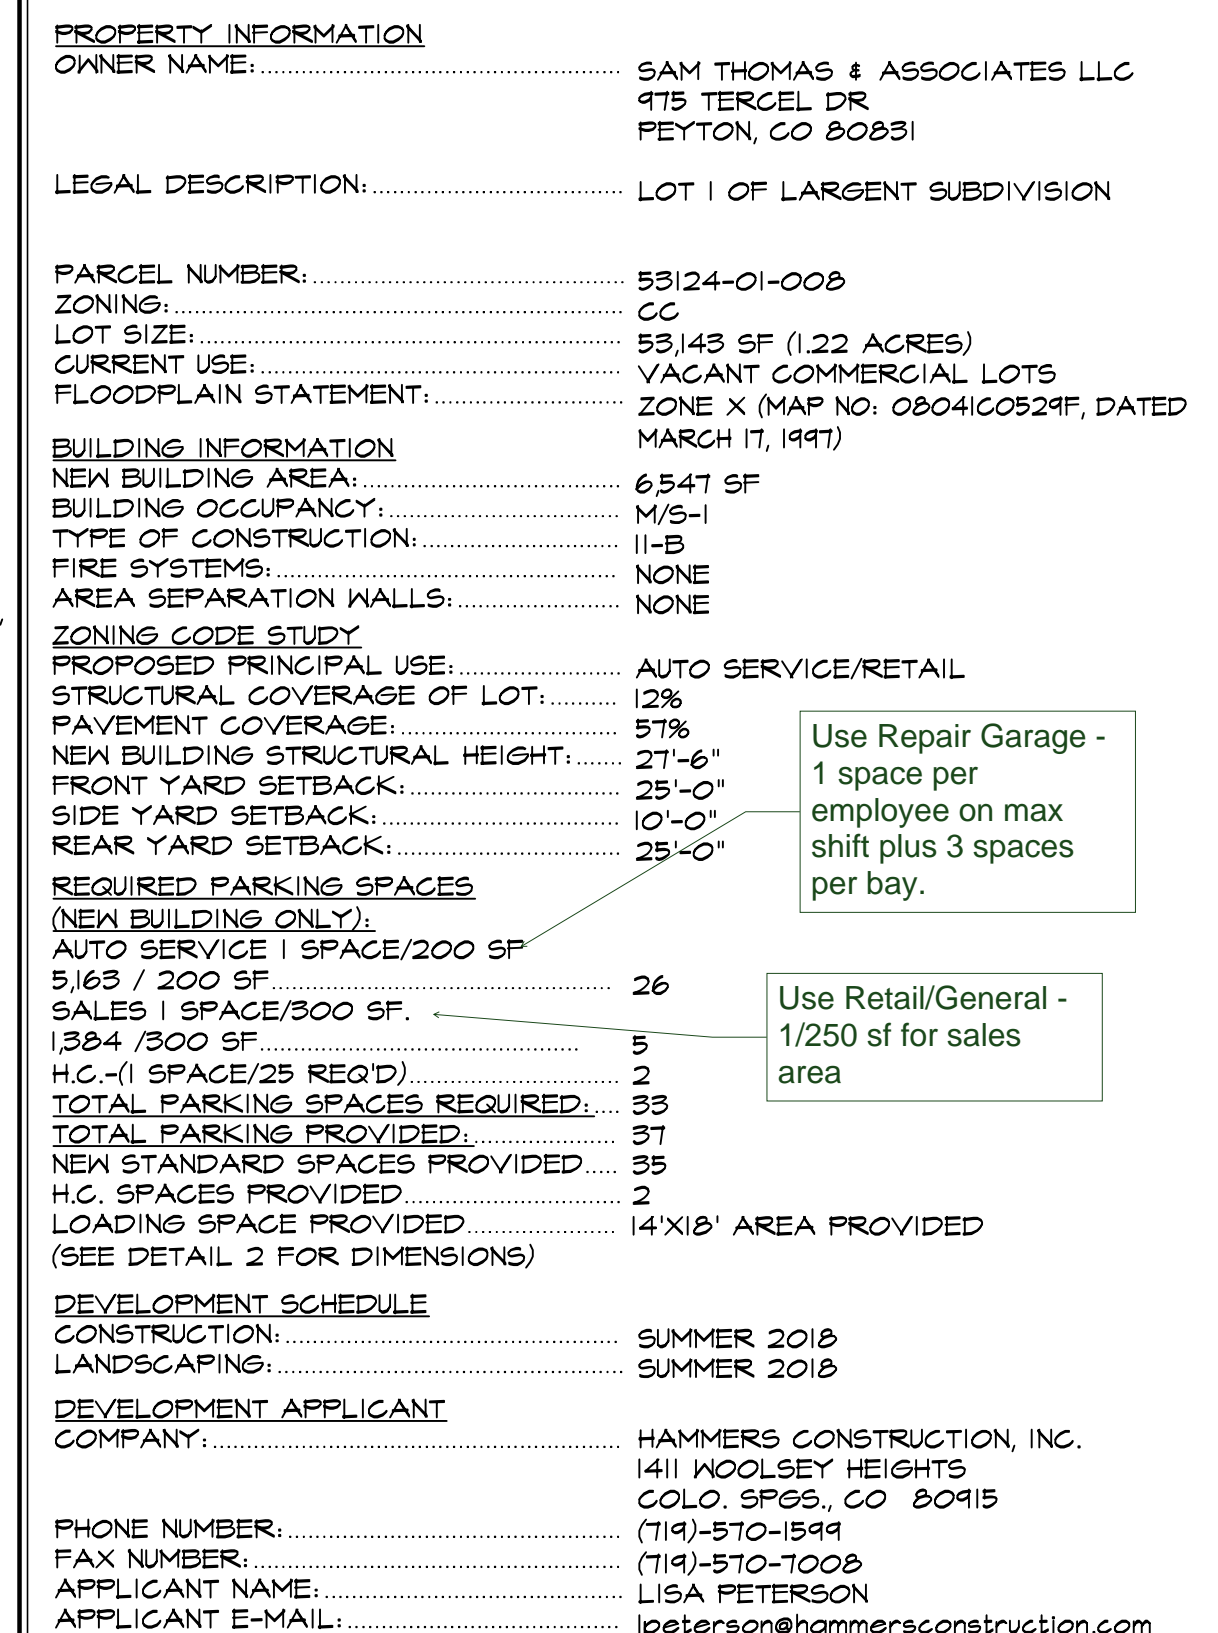 PROPERTY INFORMATION
OWNER NAME:.......... SAM THOMAS & ASSOCIATES LLC
975 TERCEL DR
PEYTON, CO 80831
LEGAL DESCRIPTION:.......... LOT 1 OF LARGENT SUBDIVISION
PARCEL NUMBER:.......... 53124-01-008
ZONING:.......... CC
LOT SIZE:.......... 53,143 SF (1.22 ACRES)
CURRENT USE:.......... VACANT COMMERCIAL LOTS
FLOODPLAIN STATEMENT:.......... ZONE X (MAP NO: 08041C0529F, DATED
MARCH 17, 1997)
BUILDING INFORMATION
NEW BUILDING AREA:.......... 6,547 SF
BUILDING OCCUPANCY:.......... M/S-1
TYPE OF CONSTRUCTION:.......... II-B
FIRE SYSTEMS:.......... NONE
AREA SEPARATION WALLS:.......... NONE
ZONING CODE STUDY
PROPOSED PRINCIPAL USE:.......... AUTO SERVICE/RETAIL
STRUCTURAL COVERAGE OF LOT:.......... 12%
PAVEMENT COVERAGE:.......... 57%
NEW BUILDING STRUCTURAL HEIGHT:....... 27'-6"
FRONT YARD SETBACK:.......... 25'-0"
SIDE YARD SETBACK:.......... 10'-0"
REAR YARD SETBACK:.......... 25'-0"
Use Repair Garage -
1 space per
employee on max
shift plus 3 spaces
per bay.
REQUIRED PARKING SPACES
(NEW BUILDING ONLY):
AUTO SERVICE 1 SPACE/200 SF
5,163 / 200 SF.......... 26
SALES 1 SPACE/300 SF.
1,384 /300 SF.......... 5
Use Retail/General -
1/250 sf for sales
area
H.C.-(1 SPACE/25 REQ'D).......... 2
TOTAL PARKING SPACES REQUIRED:.... 33
TOTAL PARKING PROVIDED:.......... 37
NEW STANDARD SPACES PROVIDED..... 35
H.C. SPACES PROVIDED.......... 2
LOADING SPACE PROVIDED.......... 14'X18' AREA PROVIDED
(SEE DETAIL 2 FOR DIMENSIONS)
DEVELOPMENT SCHEDULE
CONSTRUCTION:.......... SUMMER 2018
LANDSCAPING:.......... SUMMER 2018
DEVELOPMENT APPLICANT
COMPANY:.......... HAMMERS CONSTRUCTION, INC.
1411 WOOLSEY HEIGHTS
COLO. SPGS., CO 80915
PHONE NUMBER:.......... (719)-570-1599
FAX NUMBER:.......... (719)-570-7008
APPLICANT NAME:.......... LISA PETERSON
APPLICANT E-MAIL:.......... lpeterson@hammersconstruction.com